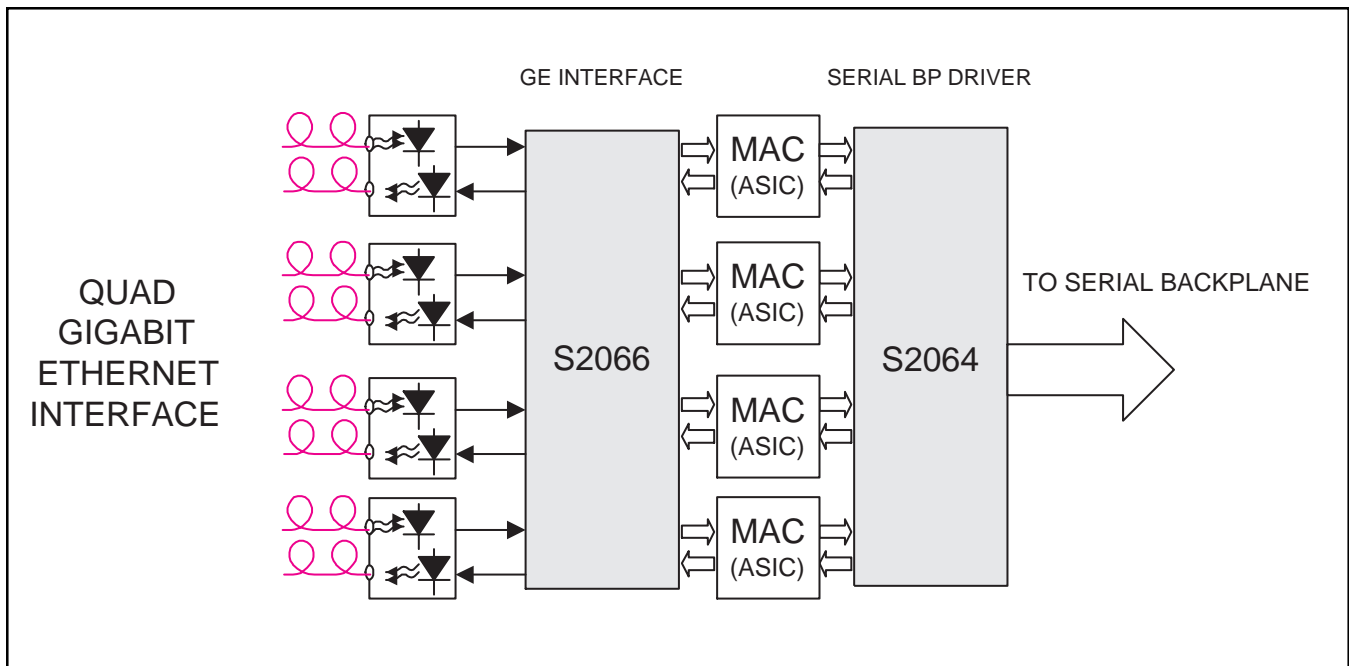 GE INTERFACE
SERIAL BP DRIVER
QUAD
GIGABIT
ETHERNET
INTERFACE
S2066
MAC
(ASIC)
MAC
(ASIC)
MAC
(ASIC)
MAC
(ASIC)
S2064
TO SERIAL BACKPLANE